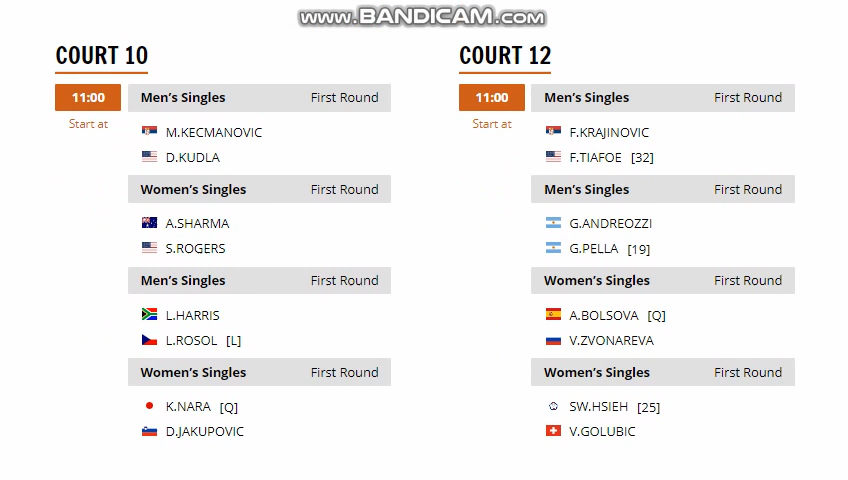 www.BANDICAM.com
COURT 10
11:00
Start at
Men's Singles First Round
M.KECMANOVIC
D.KUDLA
Women's Singles First Round
A.SHARMA
S.ROGERS
Men's Singles First Round
L.HARRIS
L.ROSOL [L]
Women's Singles First Round
K.NARA [Q]
D.JAKUPOVIC
COURT 12
11:00
Start at
Men's Singles First Round
F.KRAJINOVIC
F.TIAFOE [32]
Men's Singles First Round
G.ANDREOZZI
G.PELLA [19]
Women's Singles First Round
A.BOLSOVA [Q]
V.ZVONAREVA
Women's Singles First Round
SW.HSIEH [25]
V.GOLUBIC